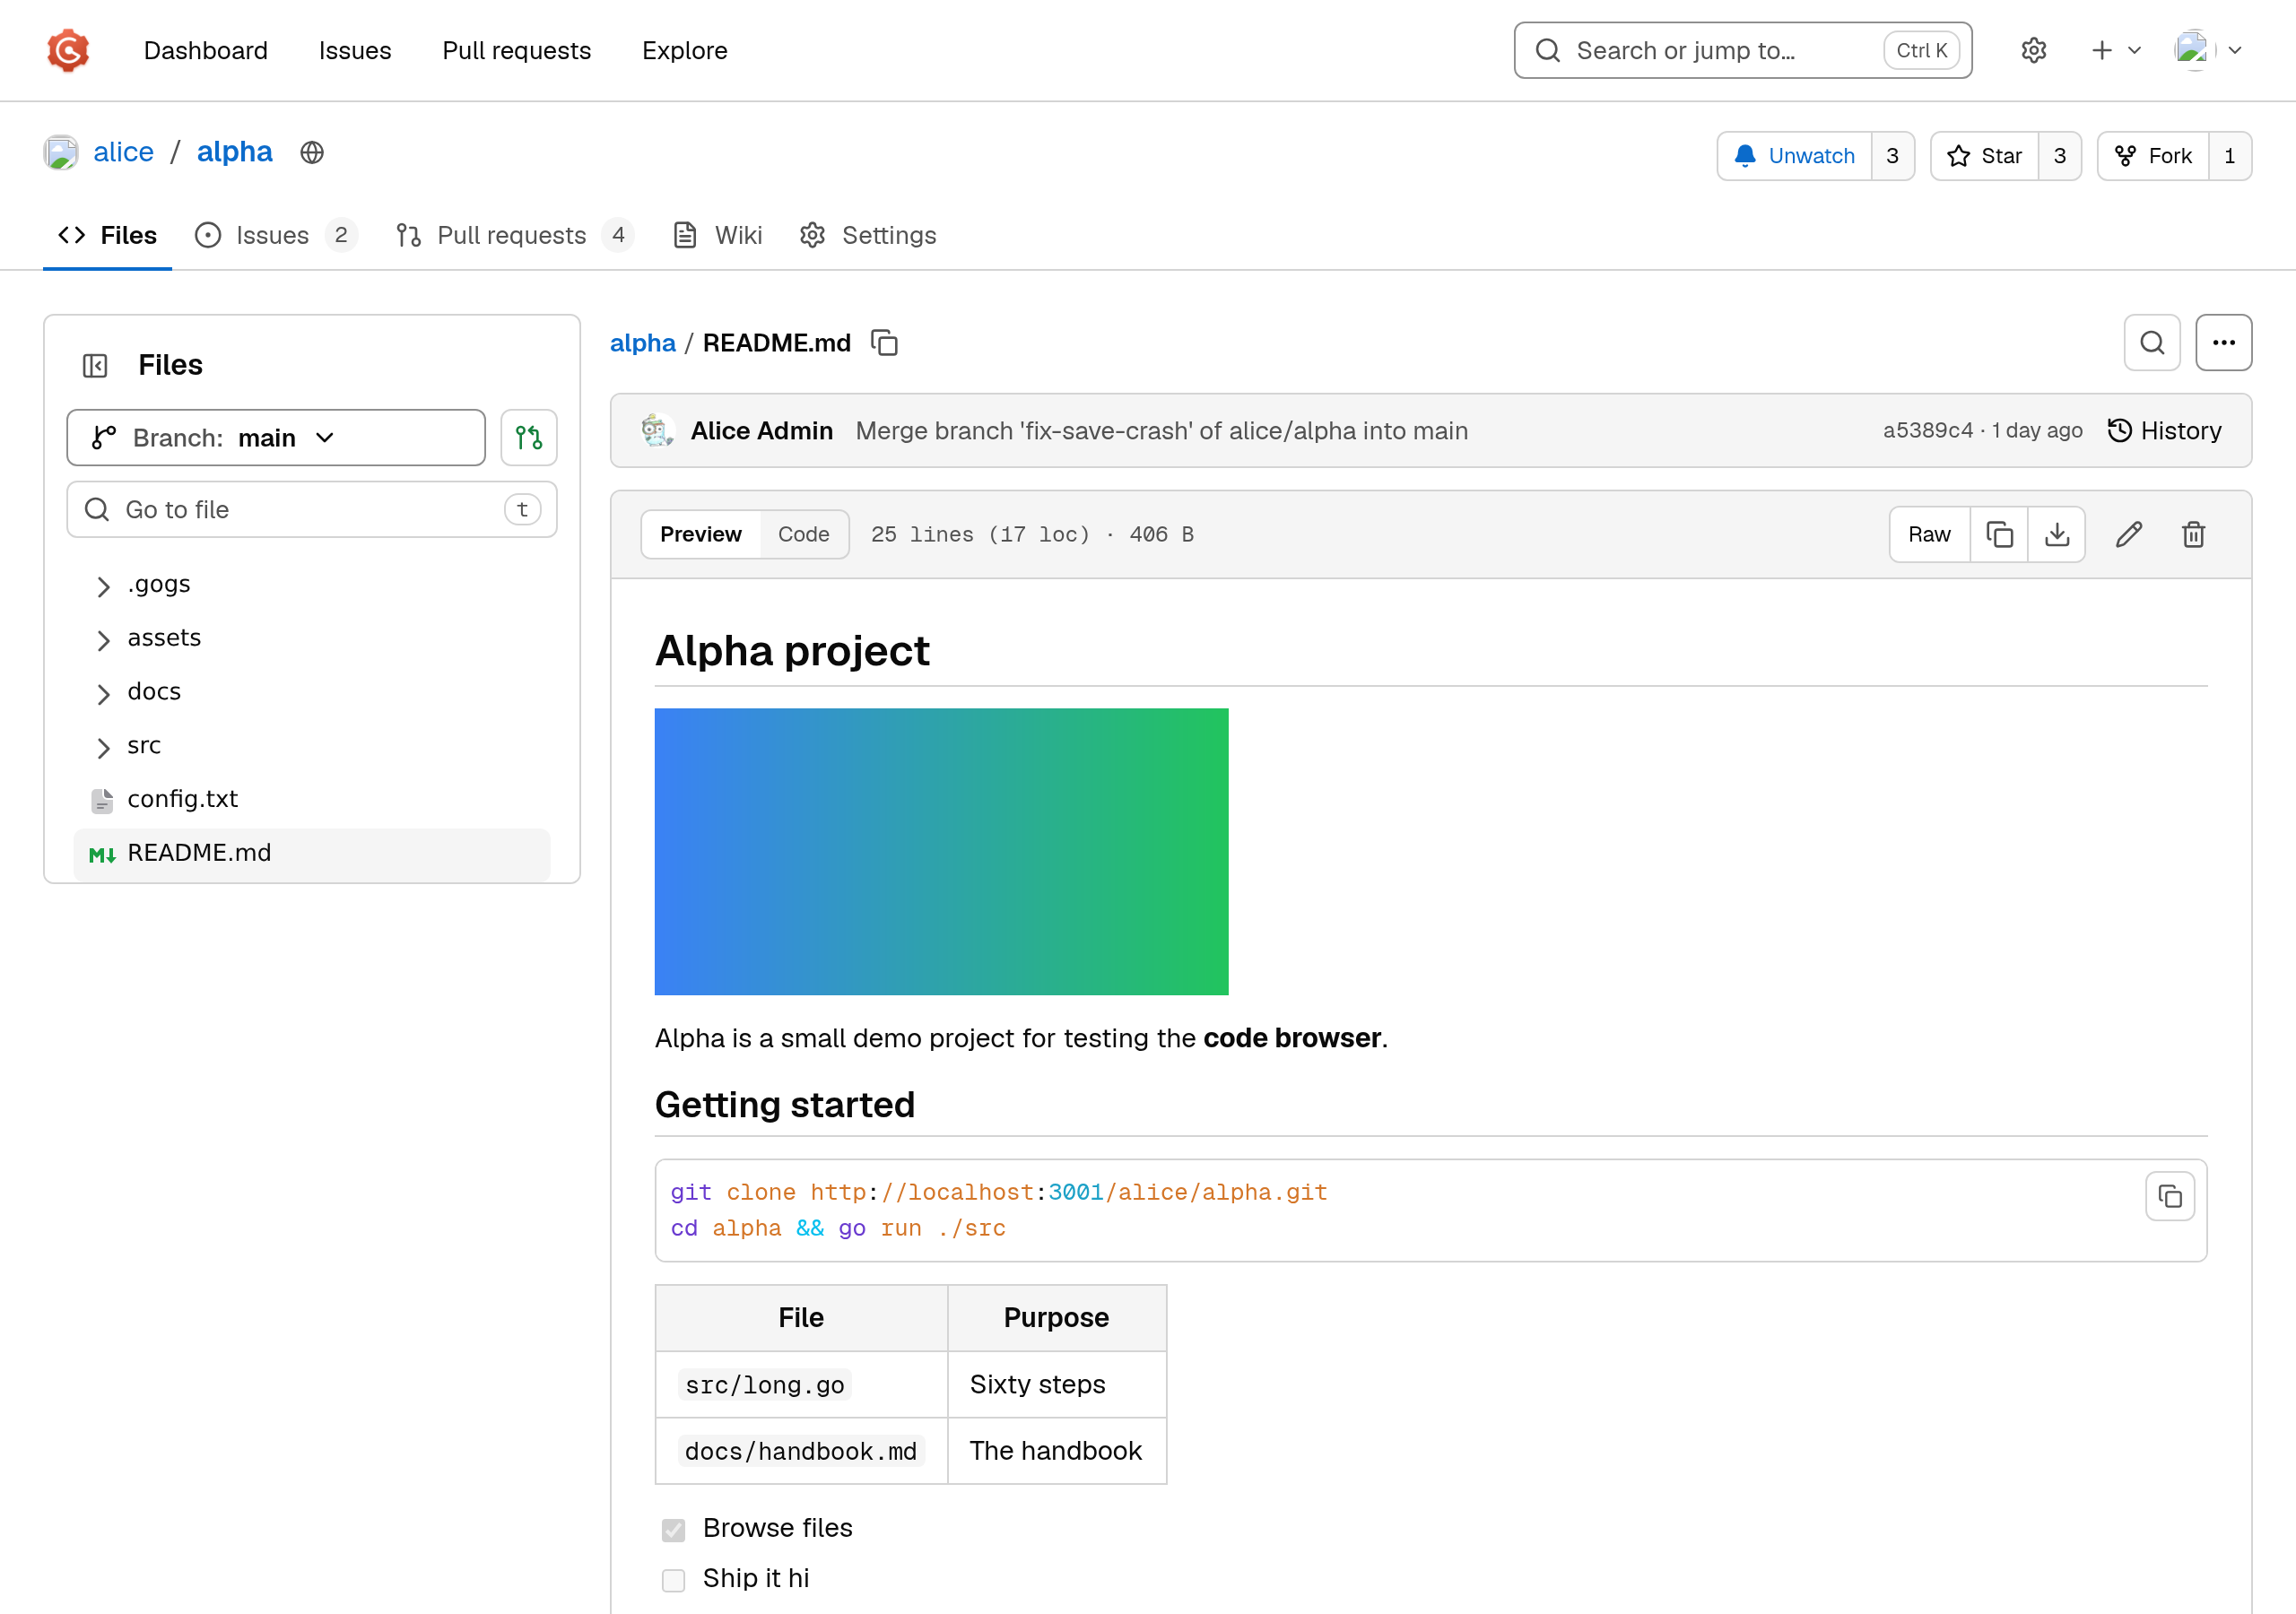 Dashboard Issues Pull requests Explore Search or jump to... Ctrl K
alice / alpha Unwatch 3 Star 3 Fork 1
Files Issues 2 Pull requests 4 Wiki Settings
Files
Branch: main
Go to file t
.gogs
assets
docs
src
config.txt
README.md
alpha / README.md
Alice Admin Merge branch 'fix-save-crash' of alice/alpha into main a5389c4 · 1 day ago History
Preview Code 25 lines (17 loc) · 406 B Raw
Alpha project
Alpha is a small demo project for testing the code browser.
Getting started
git clone http://localhost:3001/alice/alpha.git
cd alpha && go run ./src
File Purpose
src/long.go Sixty steps
docs/handbook.md The handbook
Browse files
Ship it hi